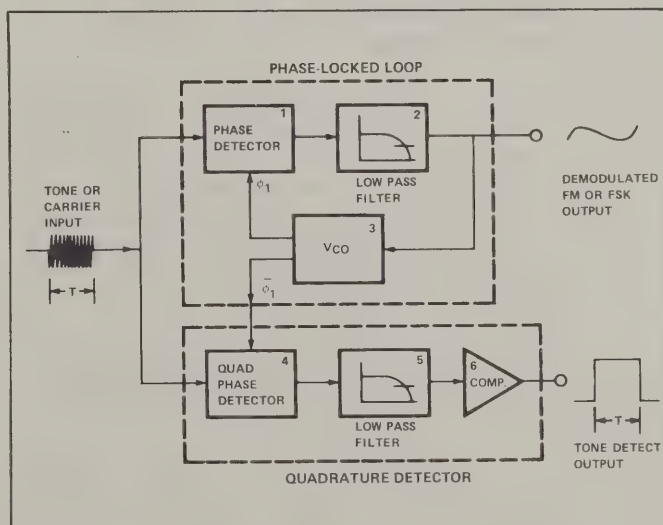 PHASE-LOCKED LOOP
1
PHASE
DETECTOR
2
LOW PASS
FILTER
DEMODULATED
FM OR FSK
OUTPUT
TONE OR
CARRIER
INPUT
T
ϕ1
3
VCO
ϕ̅1
4
QUAD
PHASE
DETECTOR
5
LOW PASS
FILTER
6
COMP.
T
TONE DETECT
OUTPUT
QUADRATURE DETECTOR